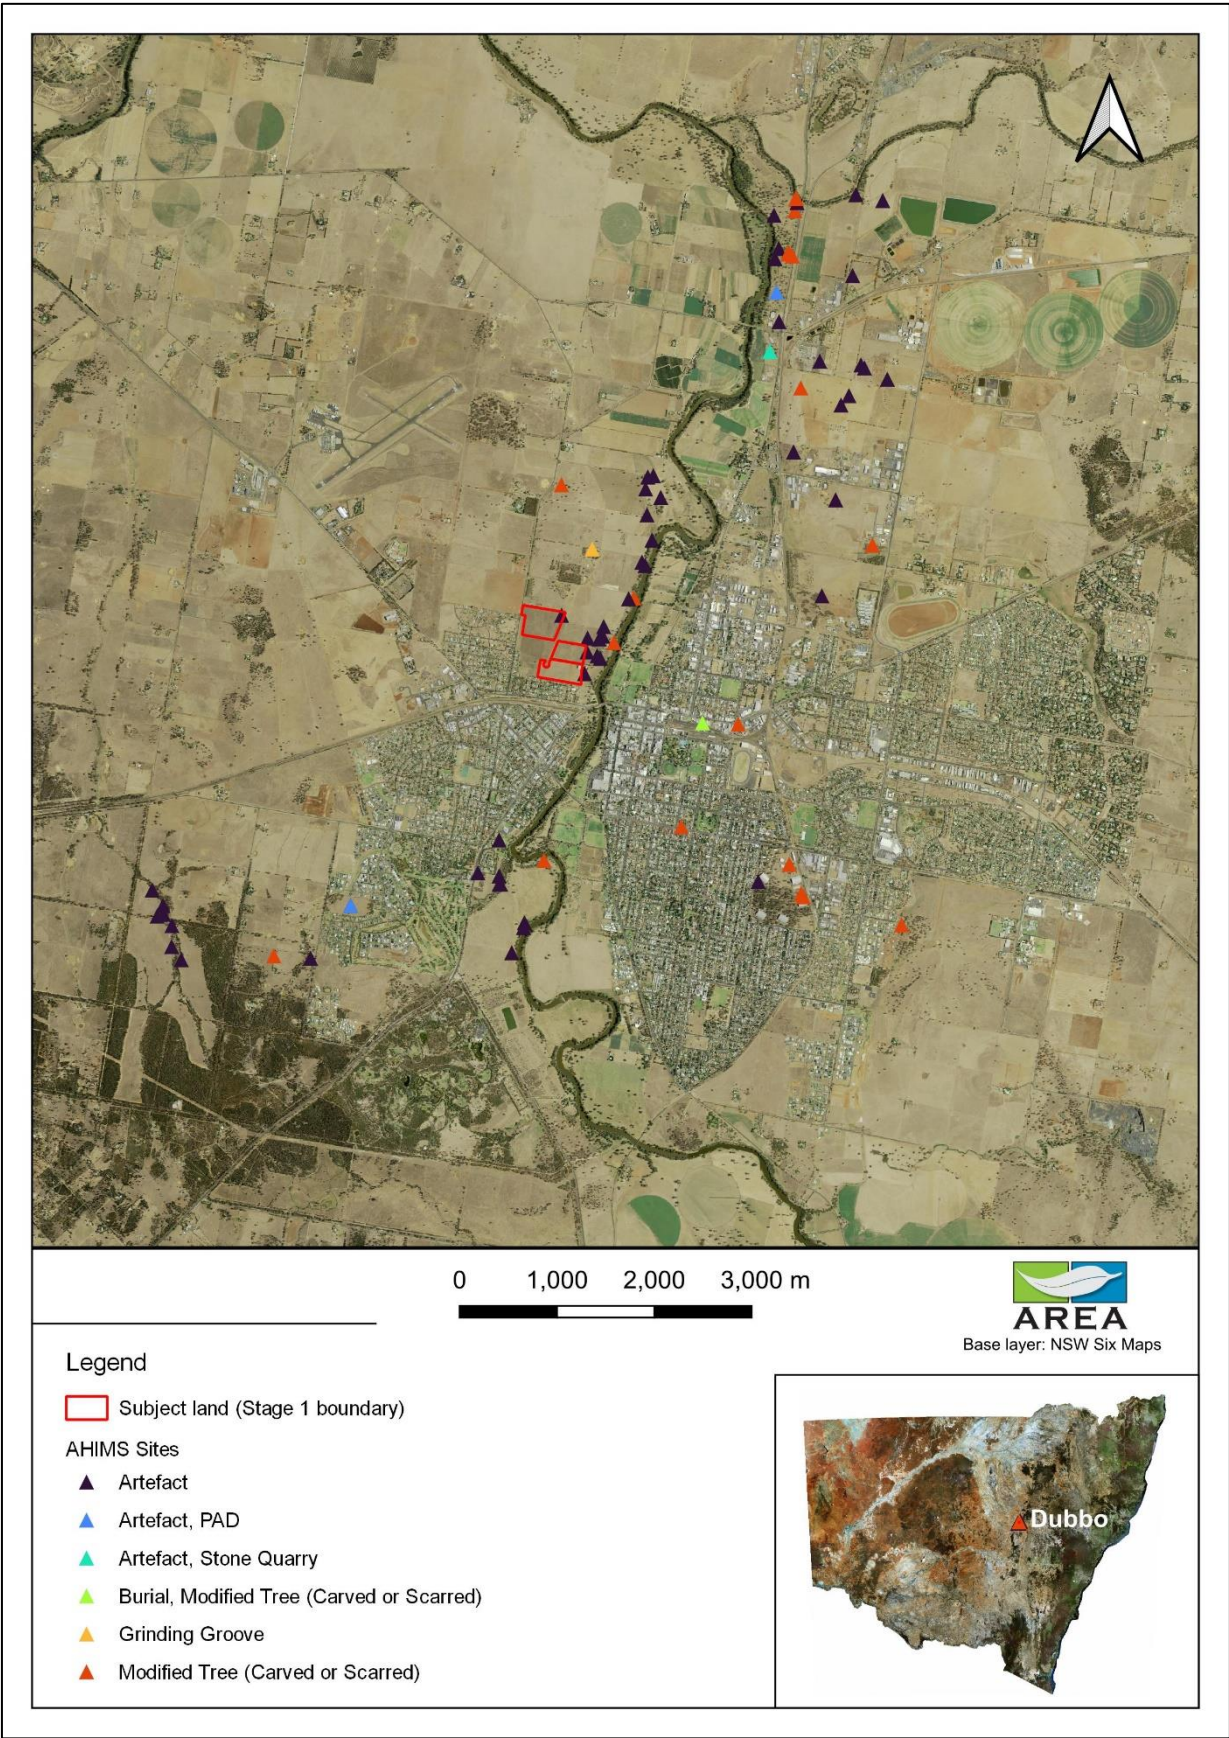 0 1,000 2,000 3,000 m
AREA
Base layer: NSW Six Maps
Legend
Subject land (Stage 1 boundary)
AHIMS Sites
Artefact
Artefact, PAD
Artefact, Stone Quarry
Burial, Modified Tree (Carved or Scarred)
Grinding Groove
Modified Tree (Carved or Scarred)
Dubbo